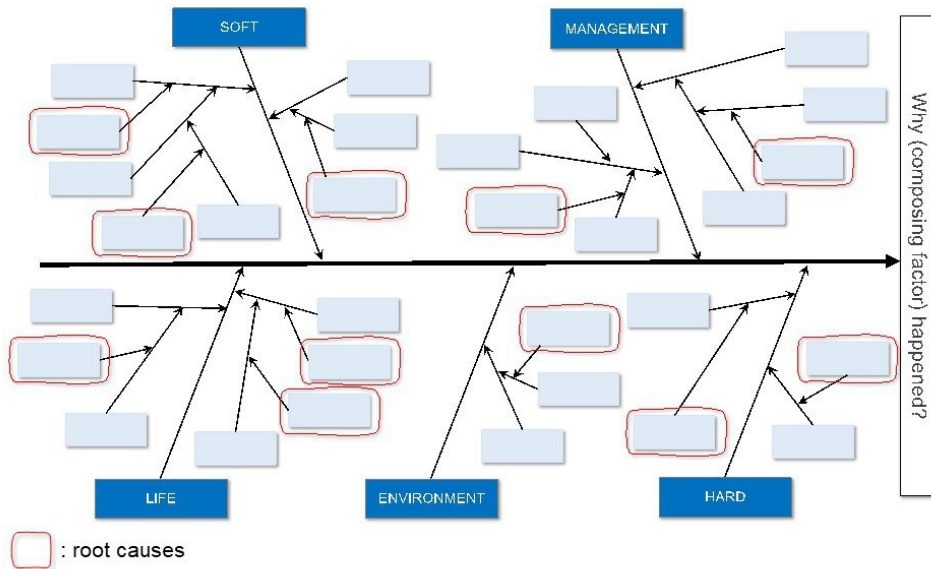 SOFT
MANAGEMENT
Why (composing factor) happened?
LIFE
ENVIRONMENT
HARD
: root causes